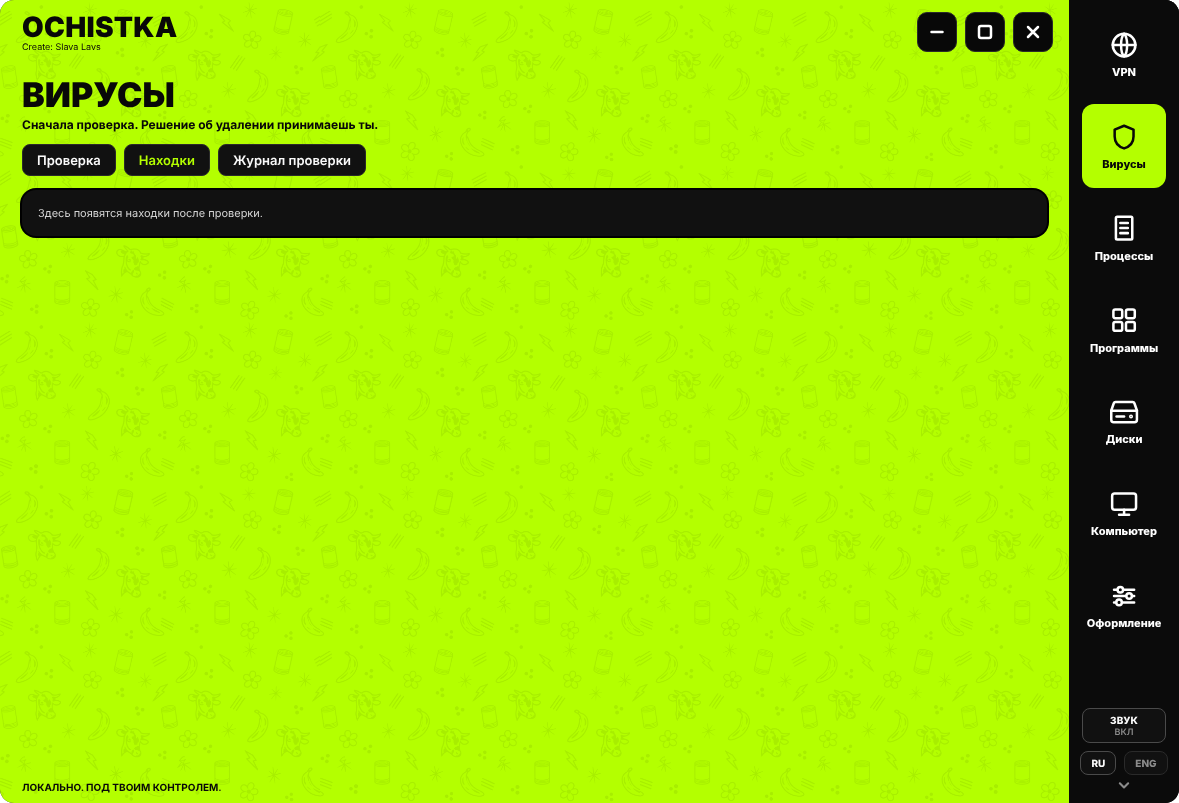 OCHISTKA
Create: Slava Lavs
ВИРУСЫ
Сначала проверка. Решение об удалении принимаешь ты.
Проверка
Находки
Журнал проверки
Здесь появятся находки после проверки.
ЛОКАЛЬНО. ПОД ТВОИМ КОНТРОЛЕМ.
VPN
Вирусы
Процессы
Программы
Диски
Компьютер
Оформление
ЗВУК
ВКЛ
RU
ENG